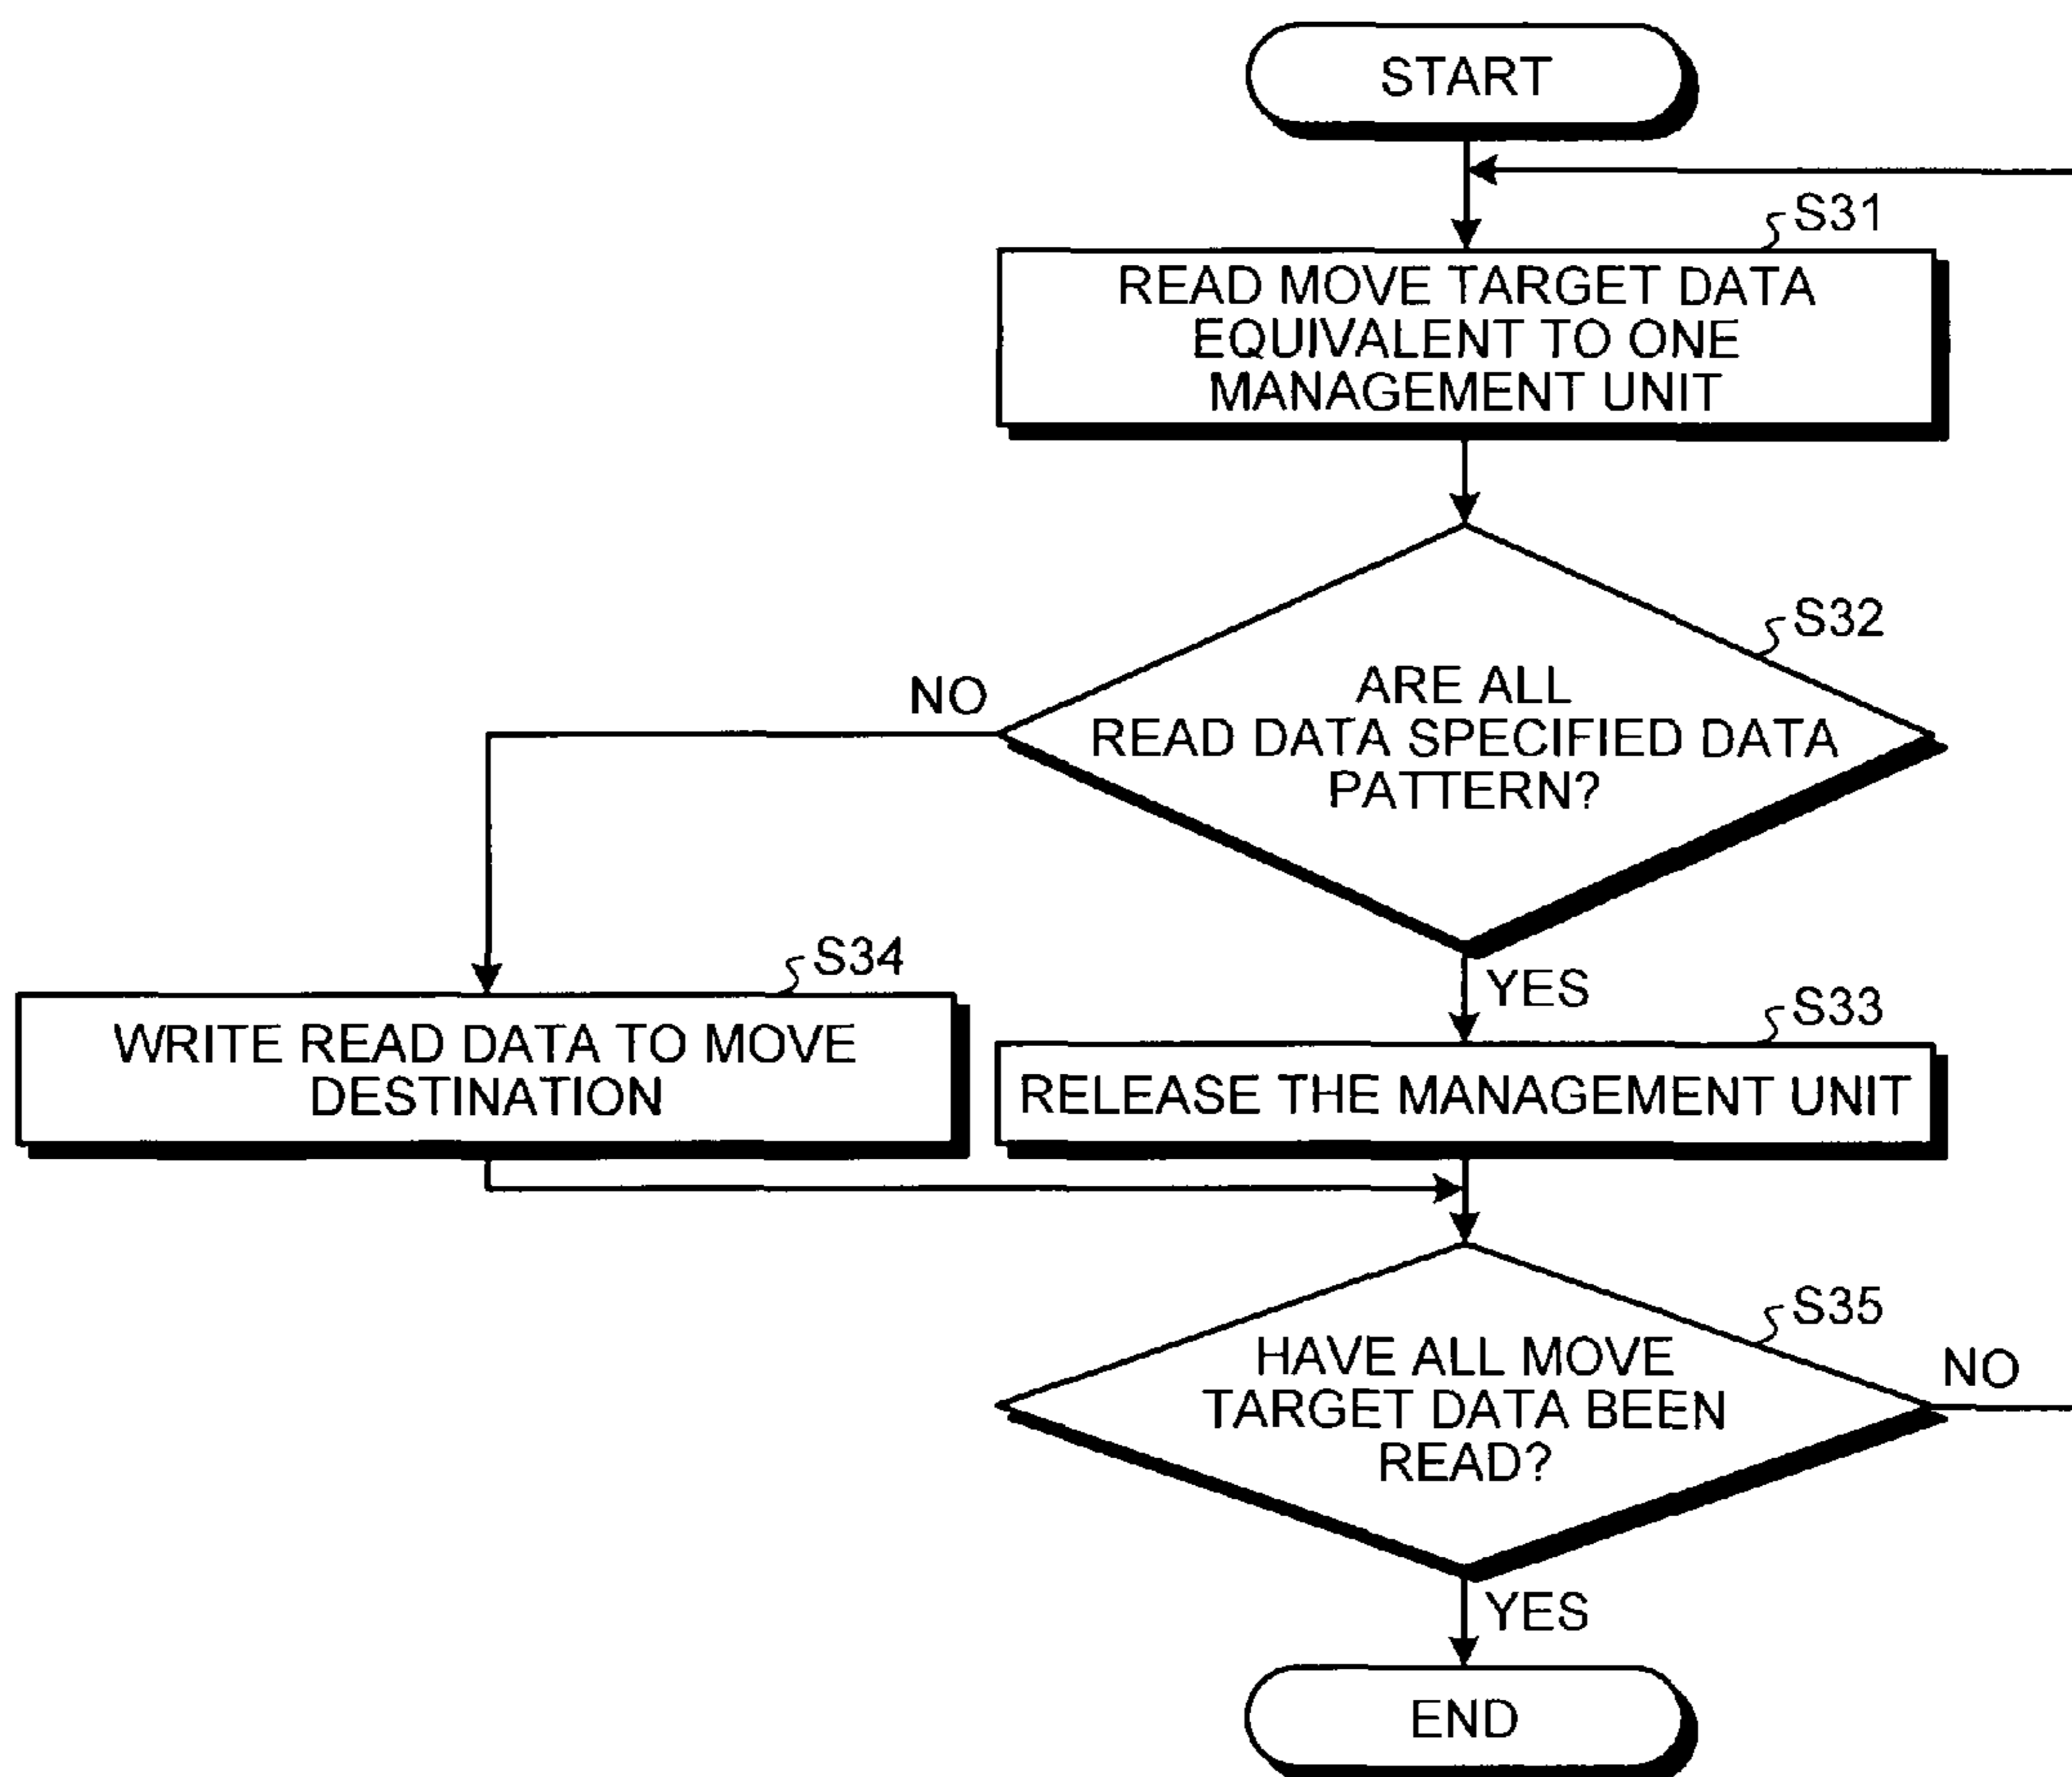 START
S31
READ MOVE TARGET DATA
EQUIVALENT TO ONE
MANAGEMENT UNIT
S32
NO
ARE ALL
READ DATA SPECIFIED DATA
PATTERN?
YES
S34
WRITE READ DATA TO MOVE
DESTINATION
S33
RELEASE THE MANAGEMENT UNIT
S35
NO
HAVE ALL MOVE
TARGET DATA BEEN
READ?
YES
END